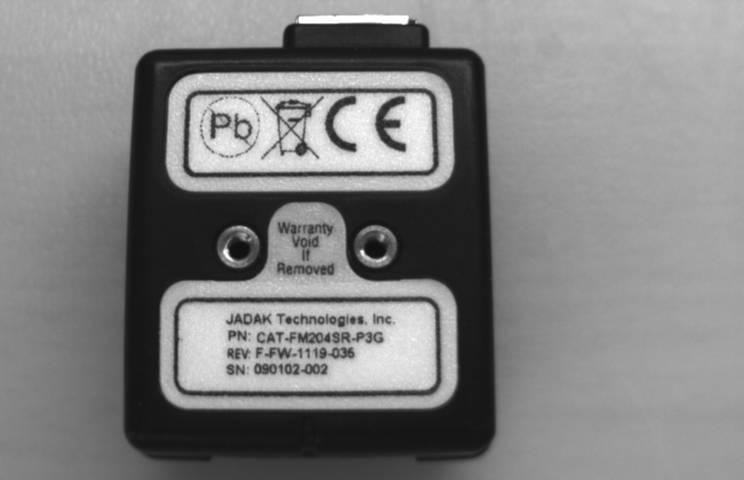 Pb CE
Warranty
Void
If
Removed
JADAK Technologies, Inc.
PN: CAT-FM204SR-P3G
REV: F-FW-1119-035
SN: 090102-002